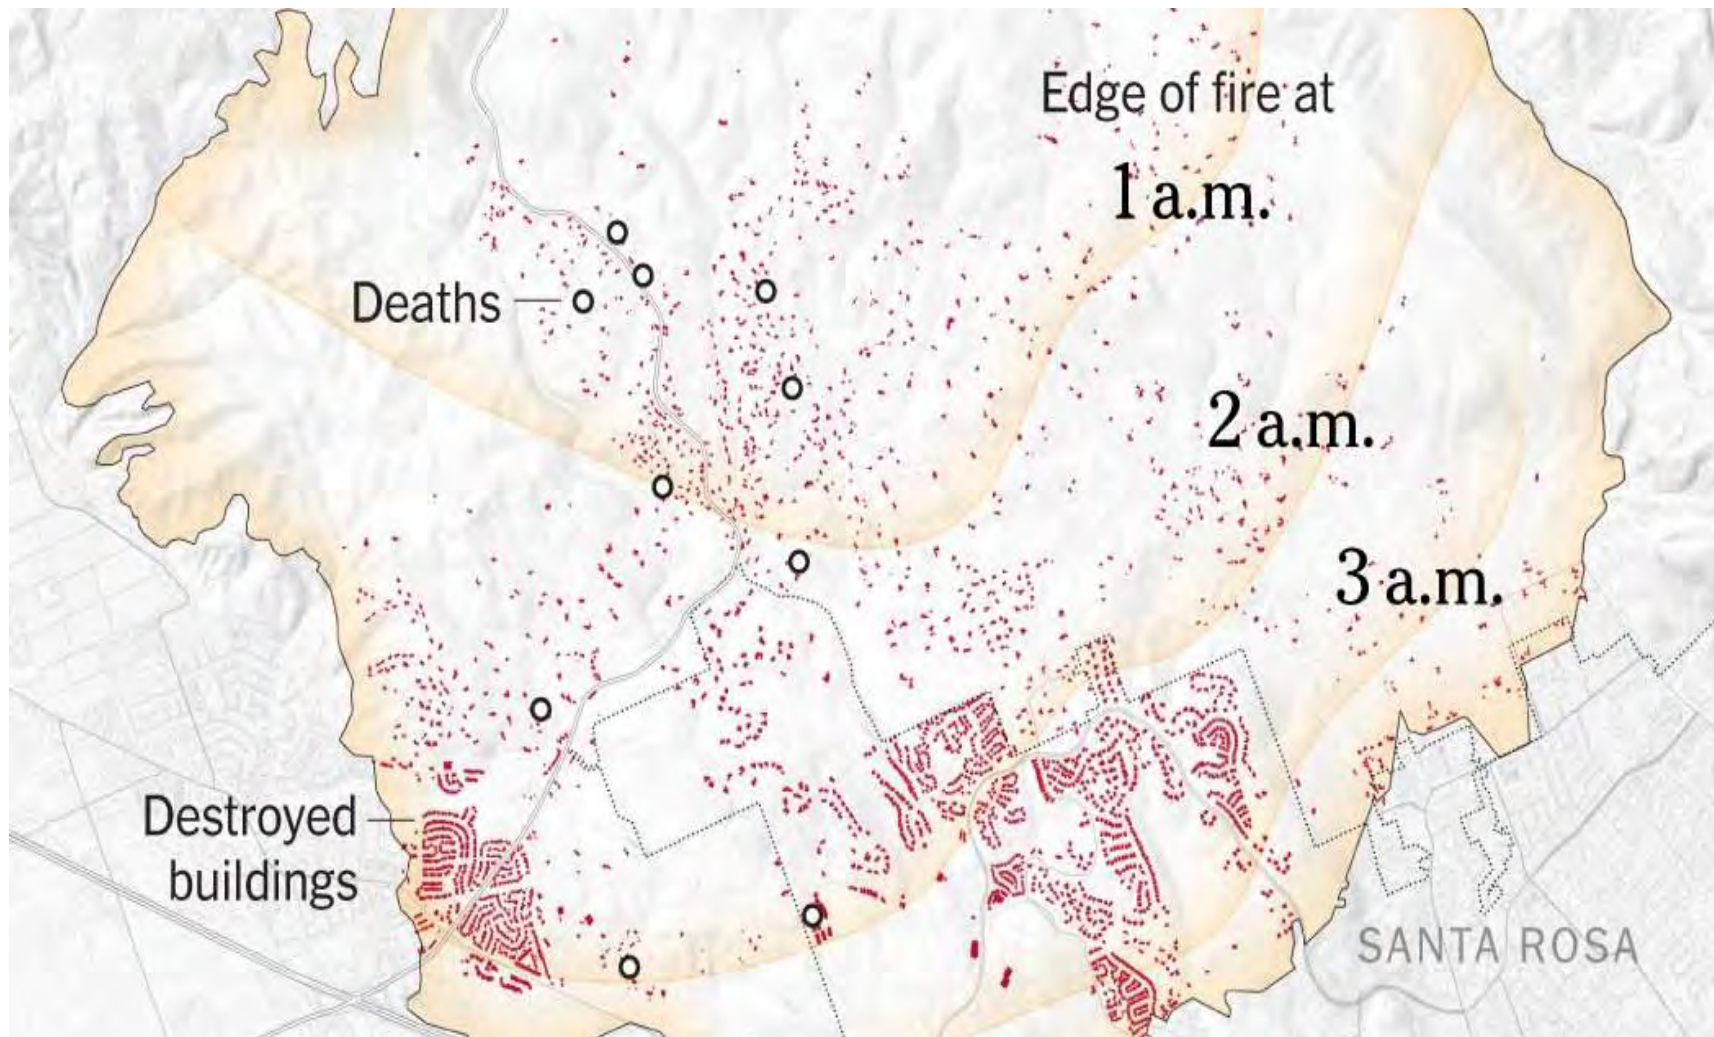 Edge of fire at
1 a.m.
Deaths
2 a.m.
3 a.m.
Destroyed
buildings
SANTA ROSA